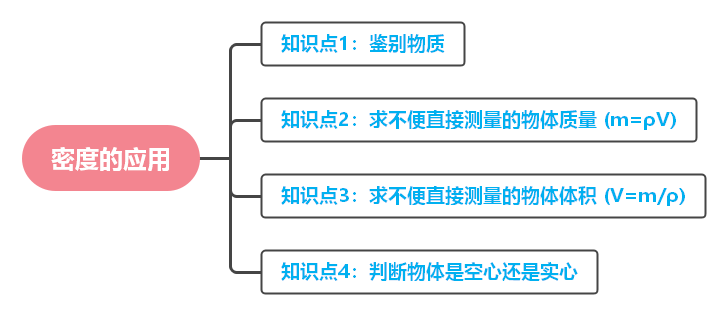 密度的应用
知识点1：鉴别物质
知识点2：求不便直接测量的物体质量 (m=ρV)
知识点3：求不便直接测量的物体体积 (V=m/ρ)
知识点4：判断物体是空心还是实心